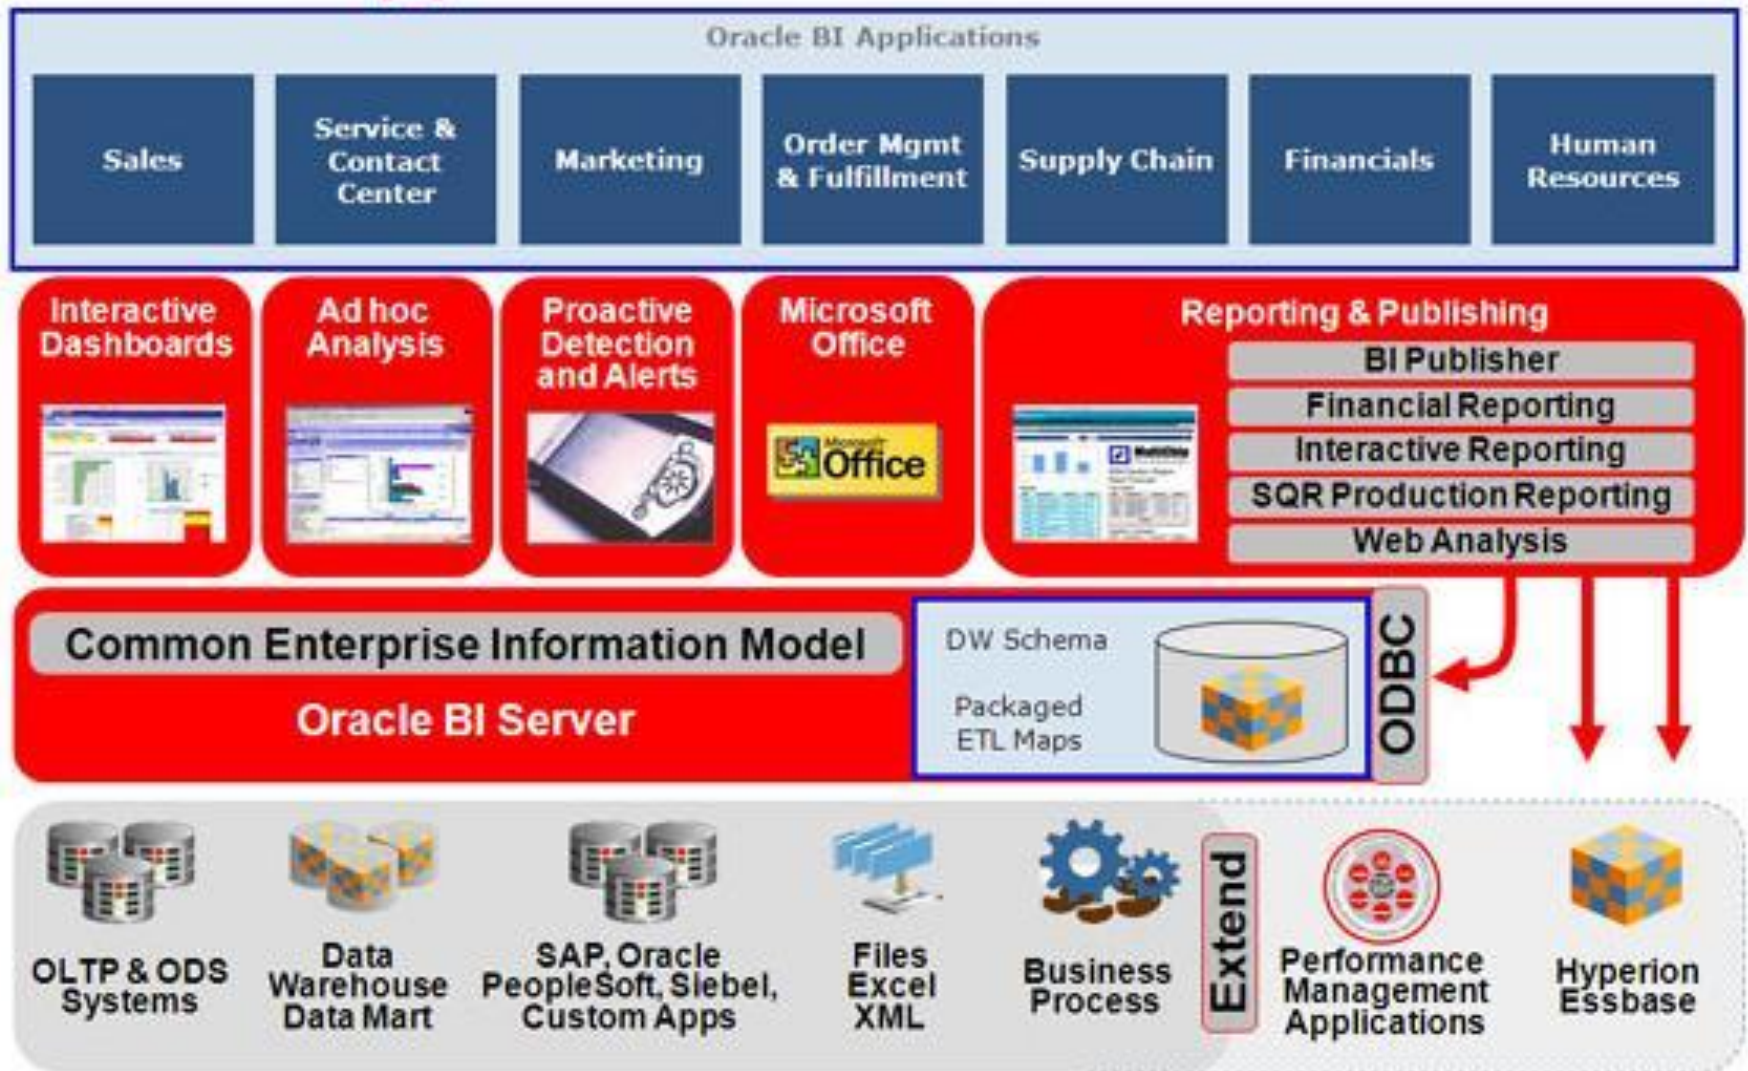 Oracle BI Applications
Sales
Service &
Contact
Center
Marketing
Order Mgmt
& Fulfillment
Supply Chain
Financials
Human
Resources
Interactive
Dashboards
Ad hoc
Analysis
Proactive
Detection
and Alerts
Microsoft
Office
Microsoft
Office
Reporting & Publishing
BI Publisher
Financial Reporting
Interactive Reporting
SQR Production Reporting
Web Analysis
Common Enterprise Information Model
Oracle BI Server
DW Schema
Packaged
ETL Maps
ODBC
OLTP & ODS
Systems
Data
Warehouse
Data Mart
SAP, Oracle
PeopleSoft, Siebel,
Custom Apps
Files
Excel
XML
Business
Process
Extend
Performance
Management
Applications
Hyperion
Essbase